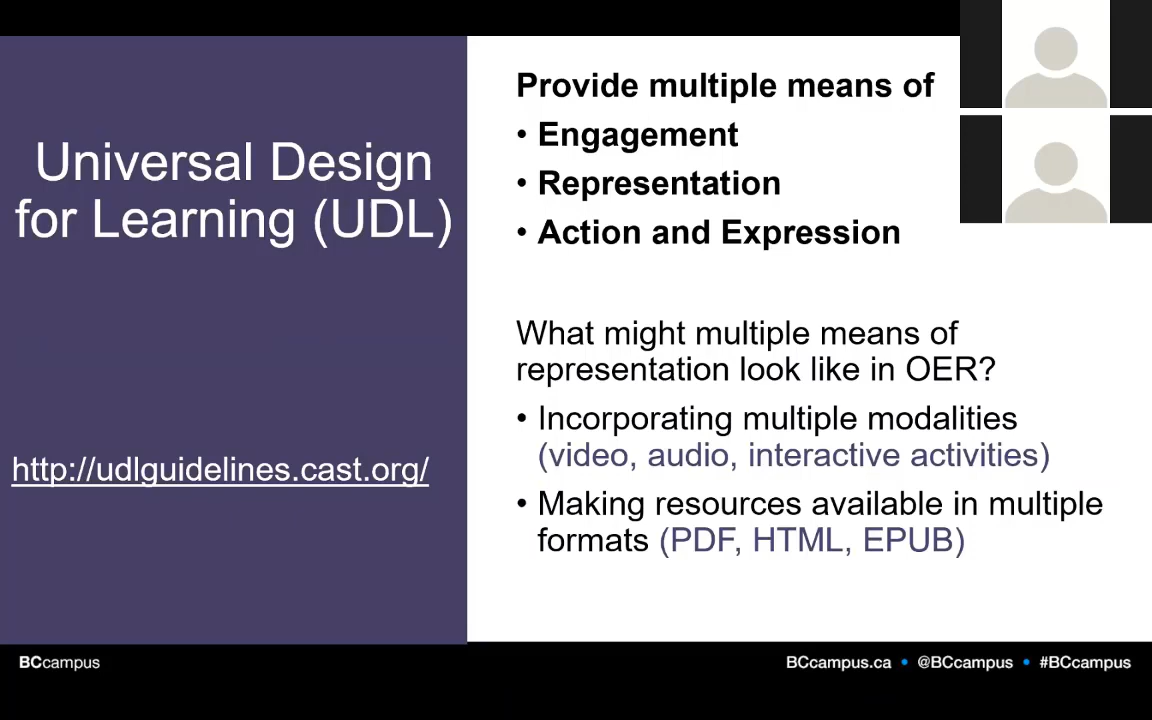 Universal Design
for Learning (UDL)
http://udlguidelines.cast.org/
Provide multiple means of
• Engagement
• Representation
• Action and Expression
What might multiple means of
representation look like in OER?
• Incorporating multiple modalities
(video, audio, interactive activities)
• Making resources available in multiple
formats (PDF, HTML, EPUB)
BCcampus
BCcampus.ca • @BCcampus • #BCcampus